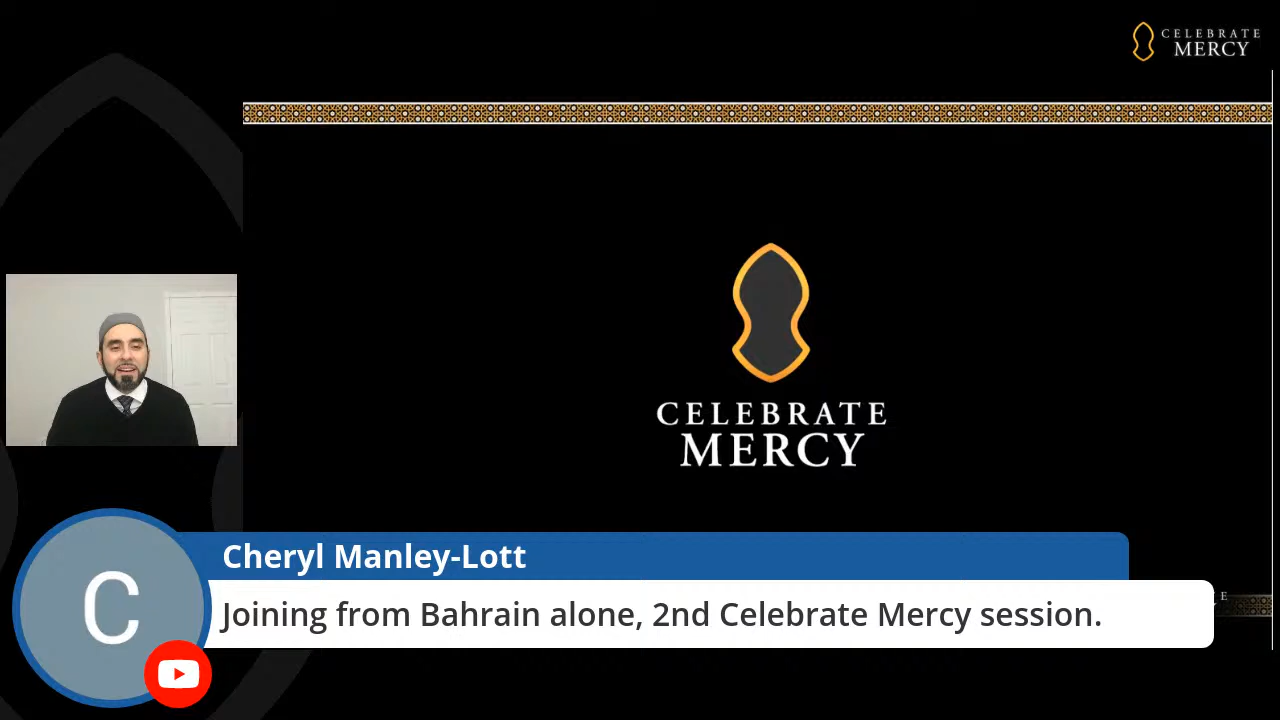 CELEBRATE
MERCY
CELEBRATE
MERCY
Cheryl Manley-Lott
Joining from Bahrain alone, 2nd Celebrate Mercy session.
C